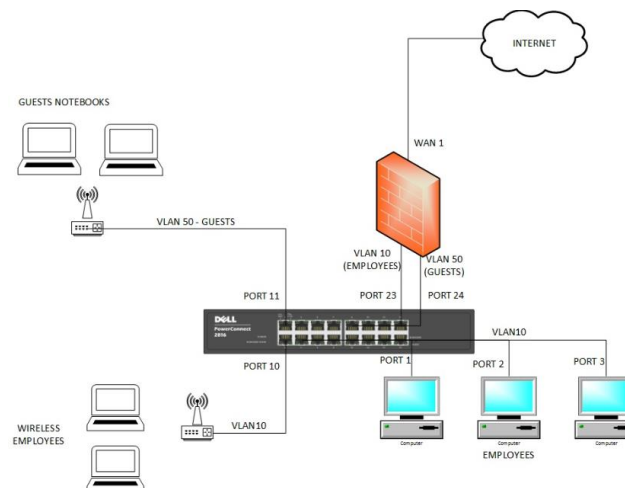 INTERNET
GUESTS NOTEBOOKS
WAN 1
VLAN 50 - GUESTS
VLAN 10
(EMPLOYEES)
VLAN 50
(GUESTS)
PORT 11
PORT 23
PORT 24
DELL
PowerConnect
2816
VLAN10
PORT 10
PORT 1
PORT 2
PORT 3
WIRELESS
EMPLOYEES
VLAN10
Computer
Computer
Computer
EMPLOYEES